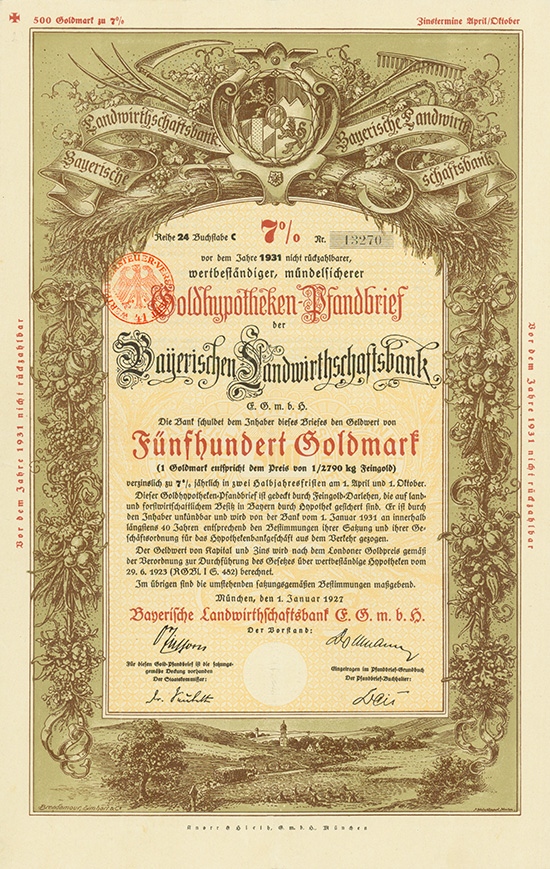 500 Goldmark zu 7%
Zinstermine April/Oktober
Landwirthschaftsbank
Bayerische
Bayerische Landwirth-
schaftsbank
Reihe 24 Buchstabe C
7%
Nr. 13270
vor dem Jahre 1931 nicht rückzahlbarer,
wertbeständiger, mündelsicherer
Goldhypotheken-Pfandbrief
der
Bayerischen Landwirthschaftsbank
E. G. m. b. H.
Die Bank schuldet dem Inhaber dieses Briefes den Geldwert von
Fünfhundert Goldmark
(1 Goldmark entspricht dem Preis von 1/2790 kg Feingold)
verzinslich zu 7% jährlich in zwei Halbjahresfristen am 1. April und 1. Oktober.
Dieser Goldhypotheken-Pfandbrief ist gedeckt durch Feingold-Darlehen, die auf land-
und forstwirtschaftlichem Besitz in Bayern durch Hypothek gesichert sind. Er ist durch
den Inhaber unkündbar und wird von der Bank vom 1. Januar 1931 an innerhalb
längstens 40 Jahren entsprechend den Bestimmungen ihrer Satzung und ihrer Ge-
schäftsordnung für das Hypothekenbankgeschäft aus dem Verkehr gezogen.
Der Geldwert von Kapital und Zins wird nach dem Londoner Goldpreis gemäß
der Verordnung zur Durchführung des Gesetzes über wertbeständige Hypotheken vom
29. 6. 1923 (RGBl. I S. 482) berechnet.
Im übrigen sind die umstehenden satzungsgemäßen Bestimmungen maßgebend.
München, den 1. Januar 1927
Bayerische Landwirthschaftsbank E. G. m. b. H.
Der Vorstand:
Für diesen Gold-Pfandbrief ist die satzungs-
gemäße Deckung vorhanden
Der Staatskommissar:
Eingetragen im Pfandbrief-Grundbuch
Der Pfandbrief-Buchhalter:
Vor dem Jahre 1931 nicht rückzahlbar
Vor dem Jahre 1931 nicht rückzahlbar
G. m. b. H. München